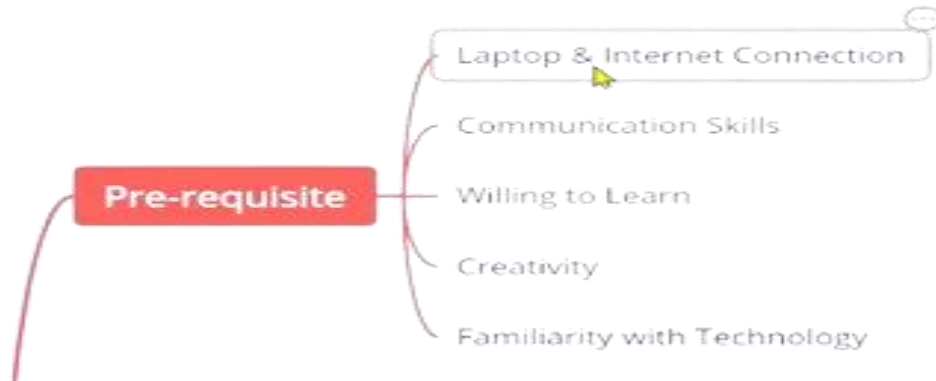 Laptop & Internet Connection
Communication Skills
Pre-requisite
Willing to Learn
Creativity
Familiarity with Technology